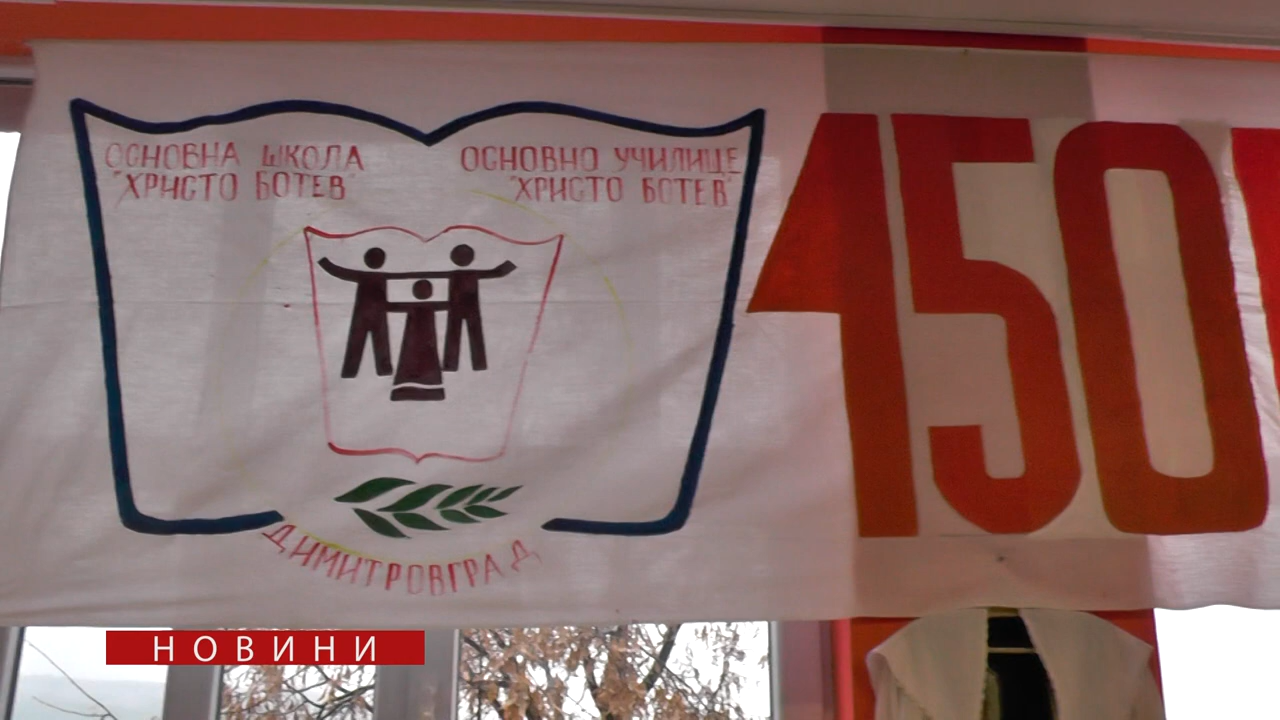 ОСНОВНА ШКОЛА
"ХРИСТО БОТЕВ"
ОСНОВНО УЧИЛИЩЕ
"ХРИСТО БОТЕВ"
ДИМИТРОВГРАД
150
НОВИНИ